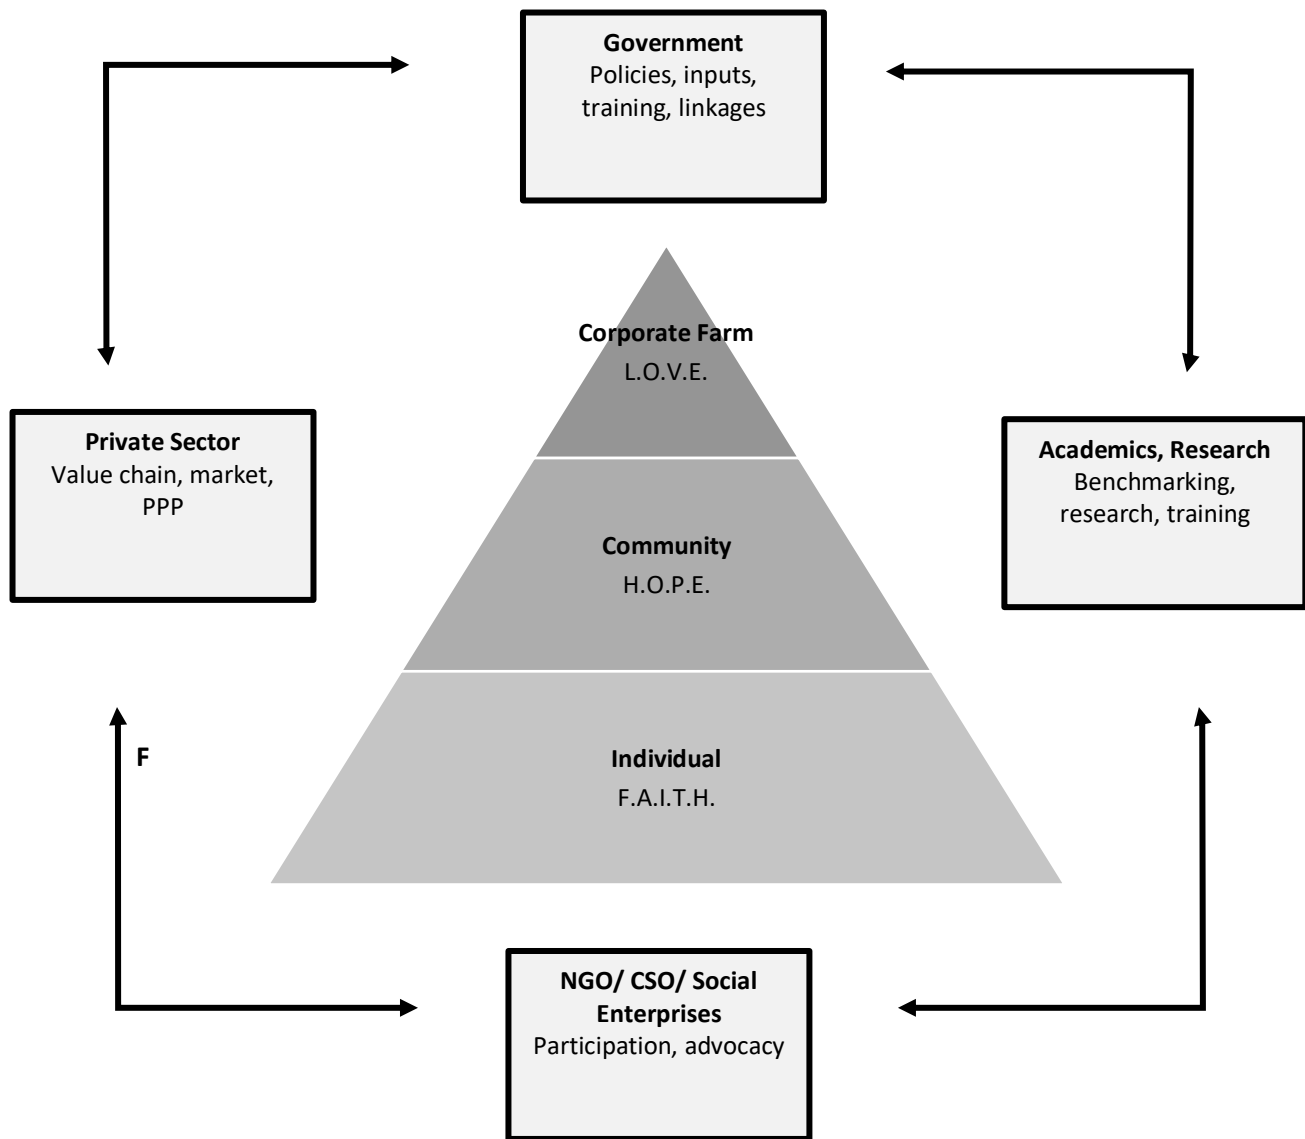 Government
Policies, inputs,
training, linkages
Corporate Farm
L.O.V.E.
Private Sector
Value chain, market,
PPP
Academics, Research
Benchmarking,
research, training
Community
H.O.P.E.
F
Individual
F.A.I.T.H.
NGO/ CSO/ Social
Enterprises
Participation, advocacy